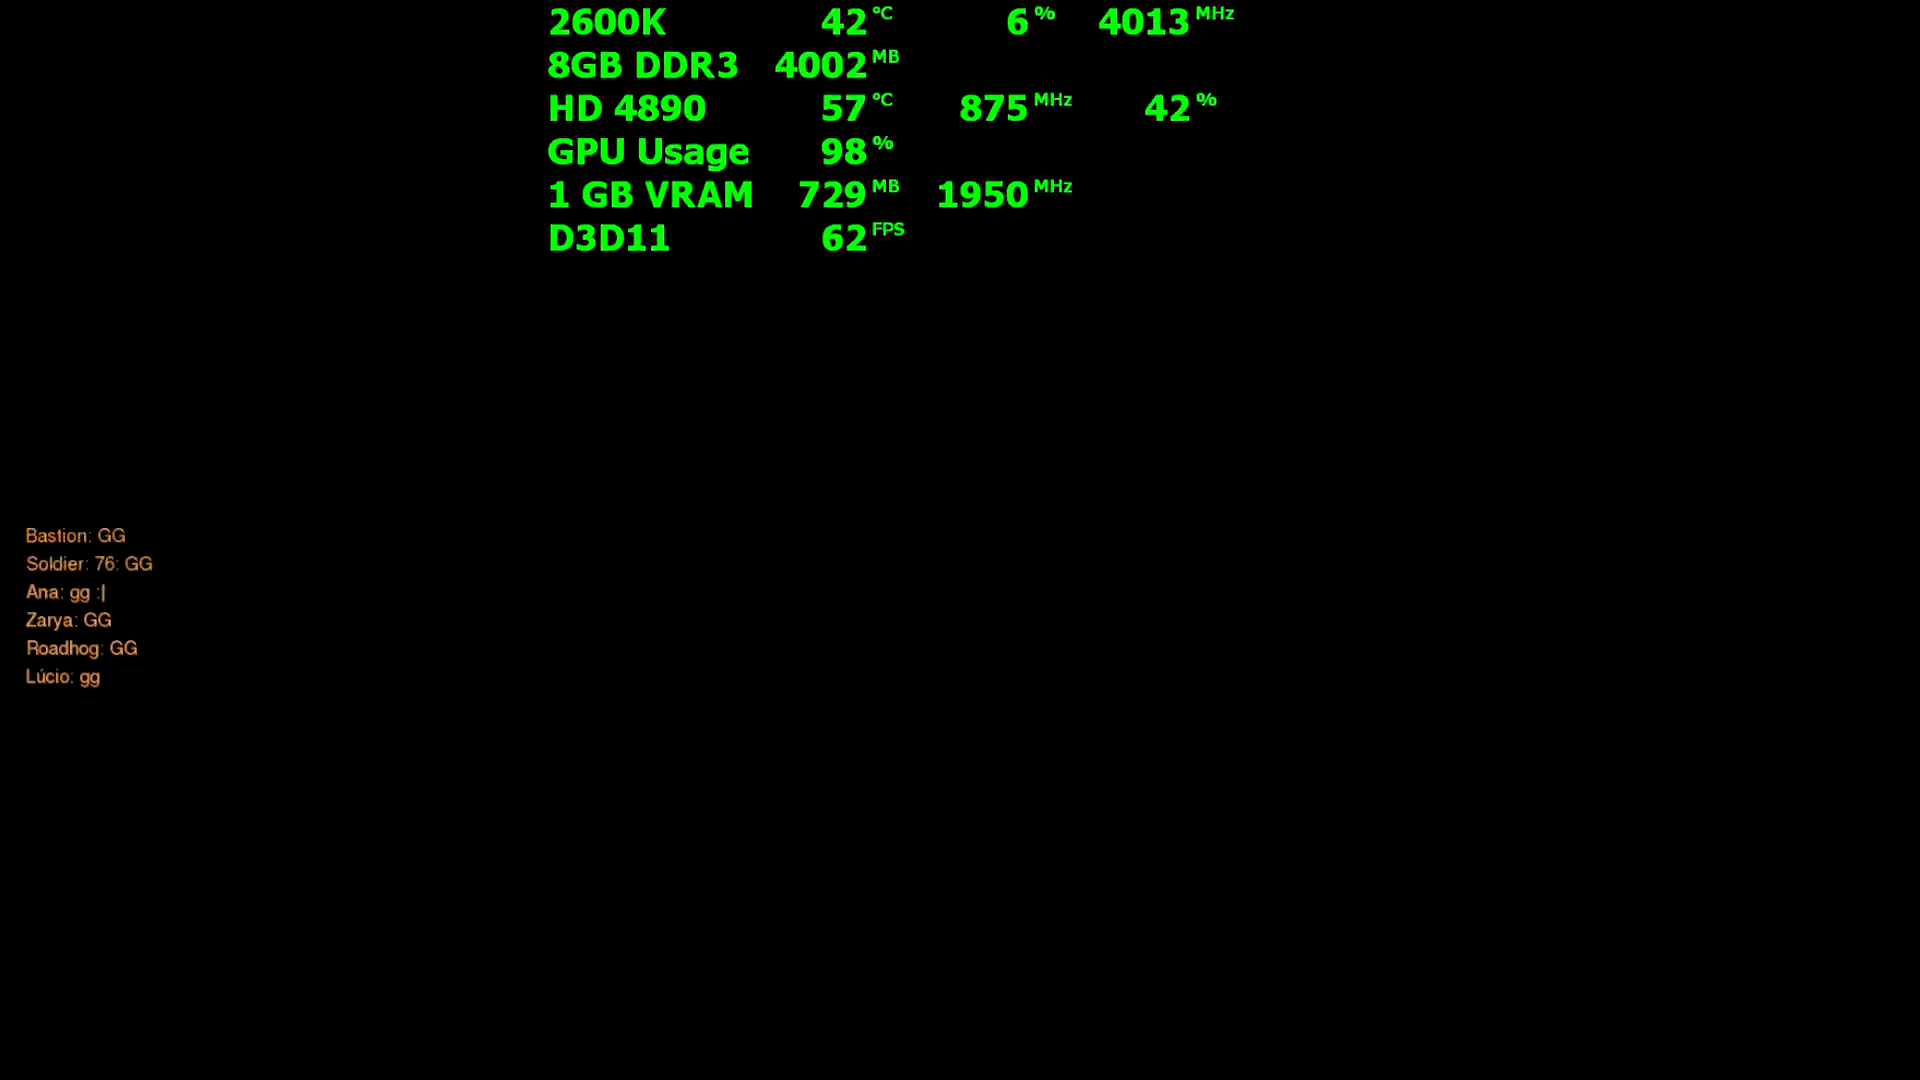 2600K 42 °C 6 % 4013 MHz
8GB DDR3 4002 MB
HD 4890 57 °C 875 MHz 42 %
GPU Usage 98 %
1 GB VRAM 729 MB 1950 MHz
D3D11 62 FPS
Bastion: GG
Soldier: 76: GG
Ana: gg :|
Zarya: GG
Roadhog: GG
Lúcio: gg